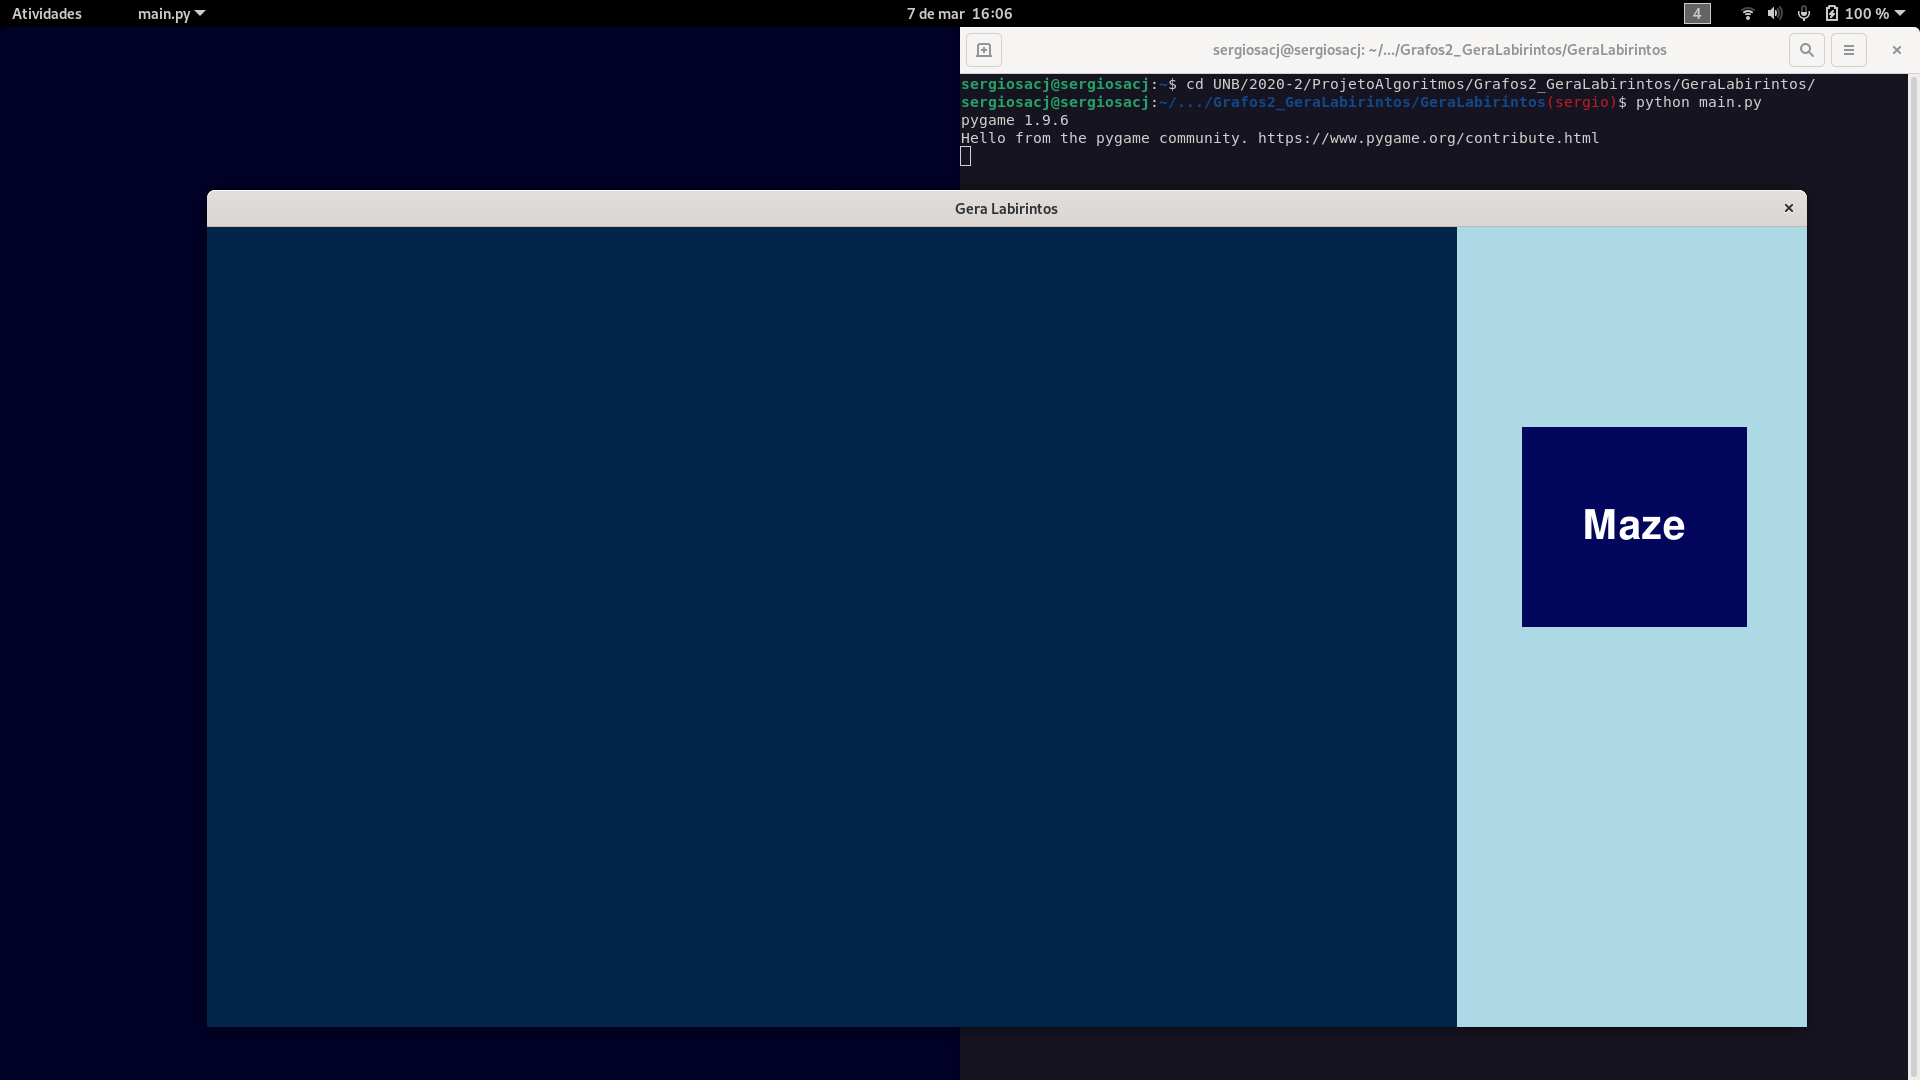 Atividades
main.py
7 de mar 16:06
4
100 %
sergiosacj@sergiosacj: ~/.../Grafos2_GeraLabirintos/GeraLabirintos
sergiosacj@sergiosacj:~$ cd UNB/2020-2/ProjetoAlgoritmos/Grafos2_GeraLabirintos/GeraLabirintos/
sergiosacj@sergiosacj:~/.../Grafos2_GeraLabirintos/GeraLabirintos(sergio)$ python main.py
pygame 1.9.6
Hello from the pygame community. https://www.pygame.org/contribute.html
Gera Labirintos
Maze